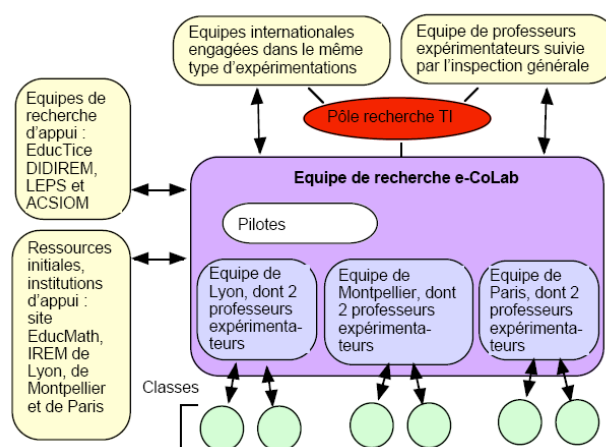 Equipes internationales
engagées dans le même
type d'expérimentations
Equipe de professeurs
expérimentateurs suivie
par l'inspection générale
Pôle recherche TI
Equipes de
recherche
d'appui :
EducTice
DIDIREM,
LEPS et
ACSIOM
Equipe de recherche e-CoLab
Pilotes
Ressources
initiales,
institutions
d'appui :
site
EducMath,
IREM de
Lyon, de
Montpellier
et de Paris
Equipe de
Lyon, dont 2
professeurs
expérimenta-
teurs
Equipe de
Montpellier, dont
2 professeurs
expérimenta-
teurs
Equipe de
Paris, dont 2
professeurs
expérimenta-
teurs
Classes